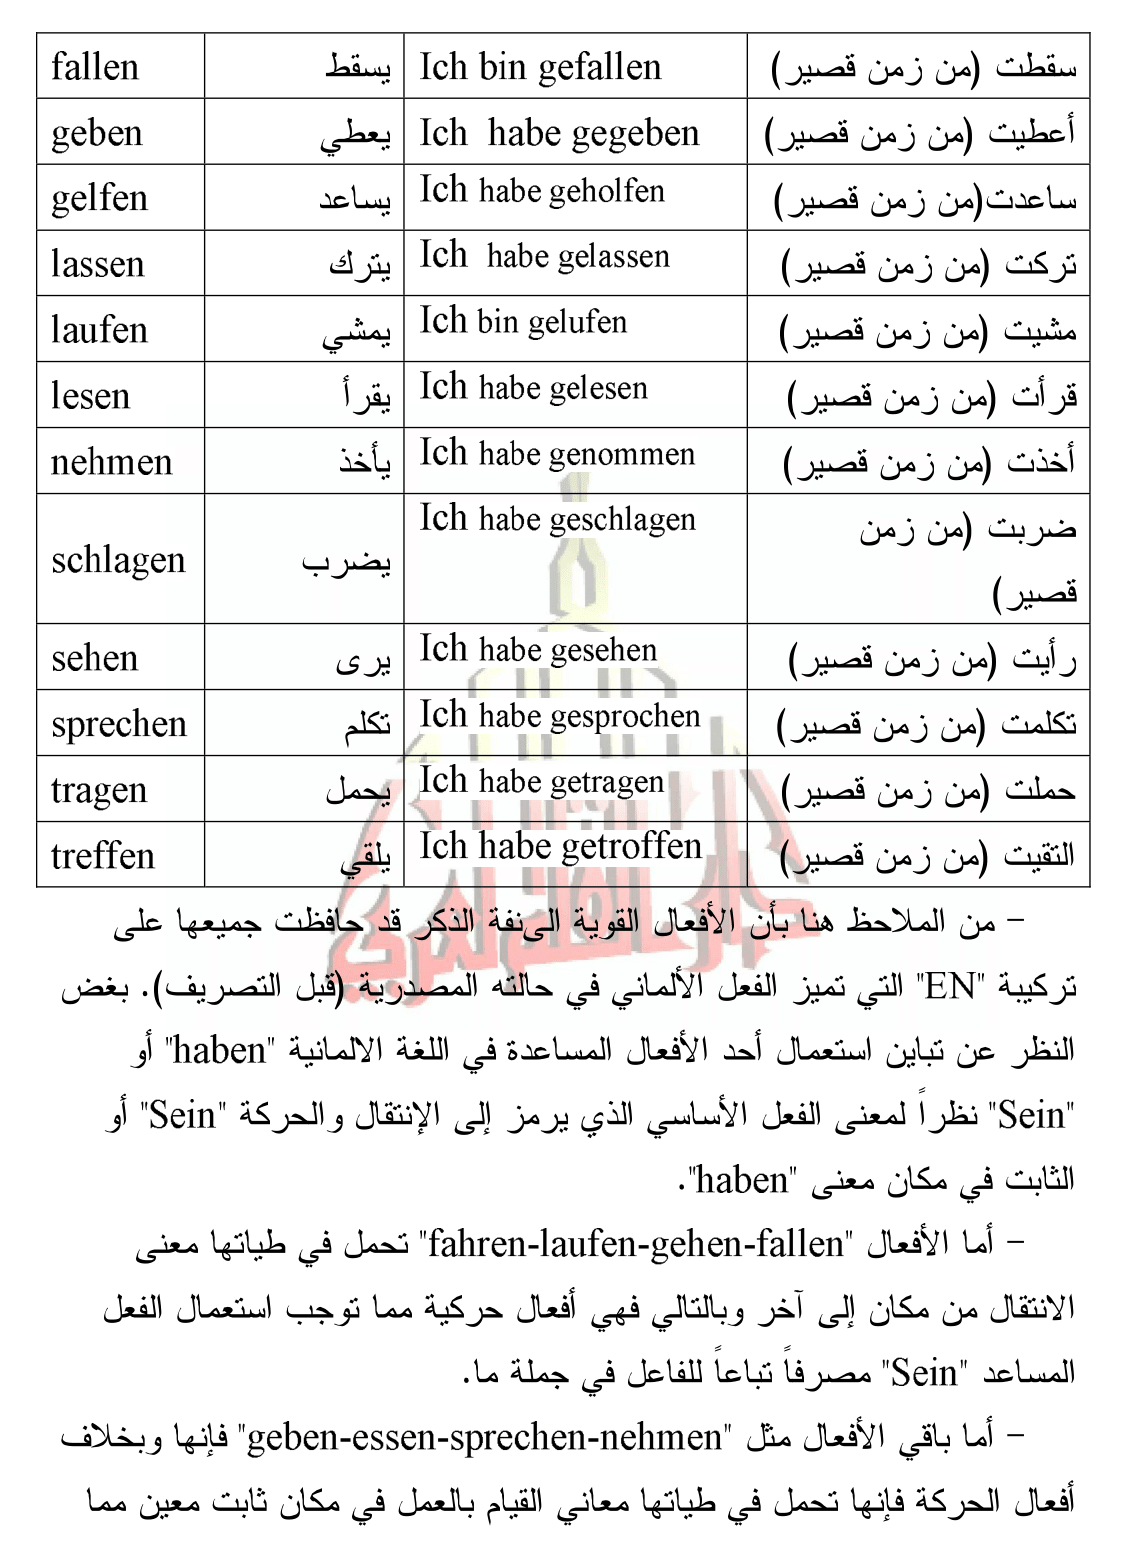 fallen يسقط Ich bin gefallen سقطت (من زمن قصير)
geben يعطي Ich habe gegeben أعطيت (من زمن قصير)
gelfen يساعد Ich habe geholfen ساعدت(من زمن قصير)
lassen يترك Ich habe gelassen تركت (من زمن قصير)
laufen يمشي Ich bin gelufen مشيت (من زمن قصير)
lesen يقرأ Ich habe gelesen قرأت (من زمن قصير)
nehmen يأخذ Ich habe genommen أخذت (من زمن قصير)
schlagen يضرب Ich habe geschlagen ضربت (من زمن
قصير)
sehen يرى Ich habe gesehen رأيت (من زمن قصير)
sprechen تكلم Ich habe gesprochen تكلمت (من زمن قصير)
tragen يحمل Ich habe getragen حملت (من زمن قصير)
treffen يلقي Ich habe getroffen التقيت (من زمن قصير)
- من الملاحظ هنا بأن الأفعال القوية الىنفة الذكر قد حافظت جميعها على
تركيبة "EN" التي تميز الفعل الألماني في حالته المصدرية (قبل التصريف). بغض
النظر عن تباين استعمال أحد الأفعال المساعدة في اللغة الالمانية "haben" أو
"Sein" نظراً لمعنى الفعل الأساسي الذي يرمز إلى الإنتقال والحركة "Sein" أو
الثابت في مكان معنى "haben".
- أما الأفعال "fahren-laufen-gehen-fallen" تحمل في طياتها معنى
الانتقال من مكان إلى آخر وبالتالي فهي أفعال حركية مما توجب استعمال الفعل
المساعد "Sein" مصرفاً تباعاً للفاعل في جملة ما.
- أما باقي الأفعال مثل "geben-essen-sprechen-nehmen" فإنها وبخلاف
أفعال الحركة فإنها تحمل في طياتها معاني القيام بالعمل في مكان ثابت معين مما
دار الفكر العربي